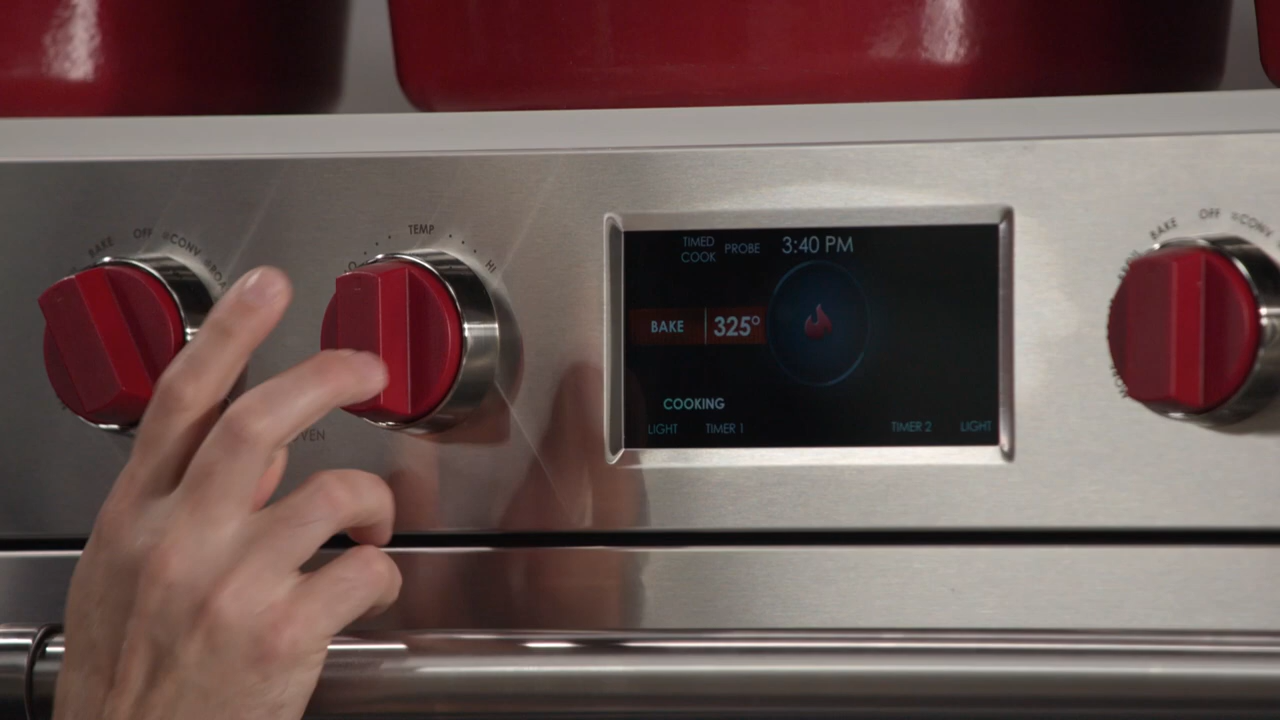 BAKE OFF CONV
TEMP
HI
OVEN
TIMED
COOK
PROBE
3:40 PM
BAKE 325°
COOKING
LIGHT TIMER 1 TIMER 2 LIGHT
BAKE OFF CONV